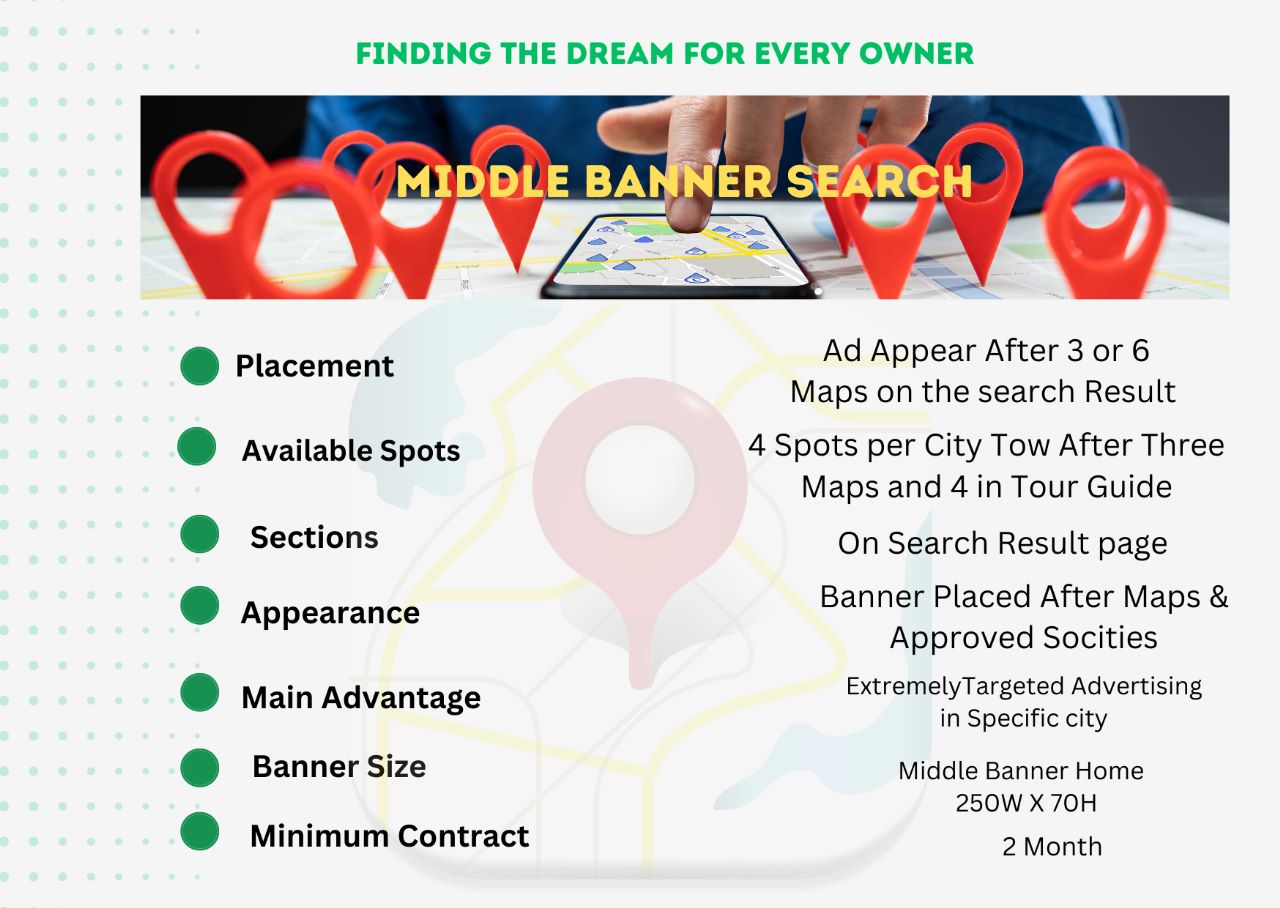 FINDING THE DREAM FOR EVERY OWNER
MIDDLE BANNER SEARCH
Placement
Ad Appear After 3 or 6
Maps on the search Result
Available Spots
4 Spots per City Tow After Three
Maps and 4 in Tour Guide
Sections
On Search Result page
Appearance
Banner Placed After Maps &
Approved Socities
Main Advantage
ExtremelyTargeted Advertising
in Specific city
Banner Size
Middle Banner Home
250W X 70H
Minimum Contract
2 Month